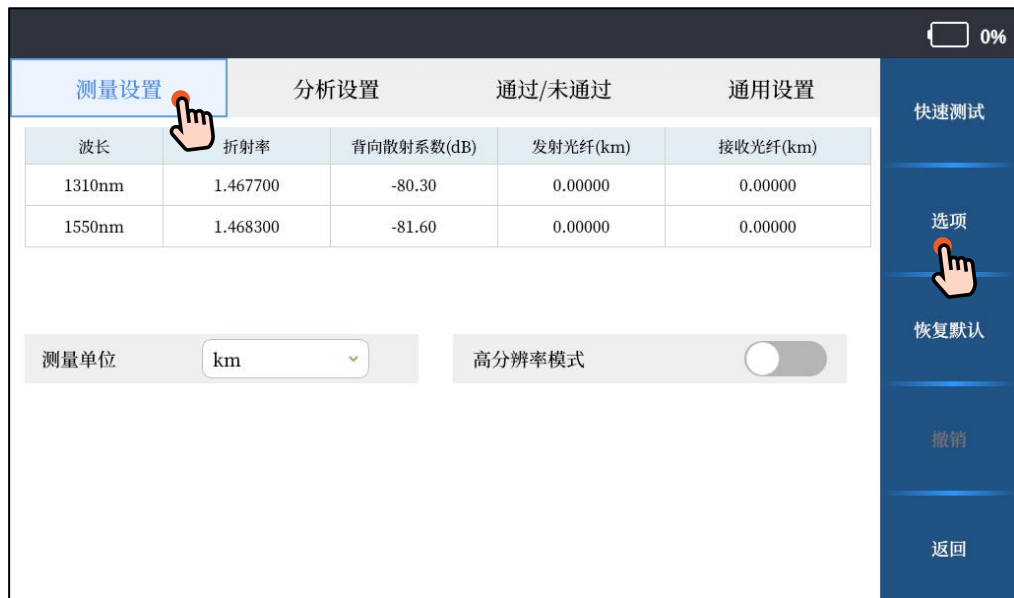 0%
测量设置 分析设置 通过/未通过 通用设置
快速测试
波长 折射率 背向散射系数(dB) 发射光纤(km) 接收光纤(km)
1310nm 1.467700 -80.30 0.00000 0.00000
1550nm 1.468300 -81.60 0.00000 0.00000
选项
恢复默认
测量单位 km 高分辨率模式
撤销
返回